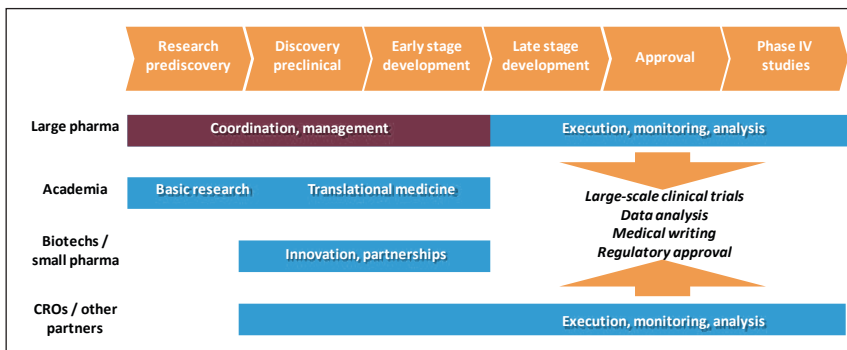 Research
prediscovery
Discovery
preclinical
Early stage
development
Late stage
development
Approval
Phase IV
studies
Large pharma
Coordination, management
Execution, monitoring, analysis
Academia
Basic research
Translational medicine
Large-scale clinical trials
Data analysis
Medical writing
Regulatory approval
Biotechs /
small pharma
Innovation, partnerships
CROs / other
partners
Execution, monitoring, analysis